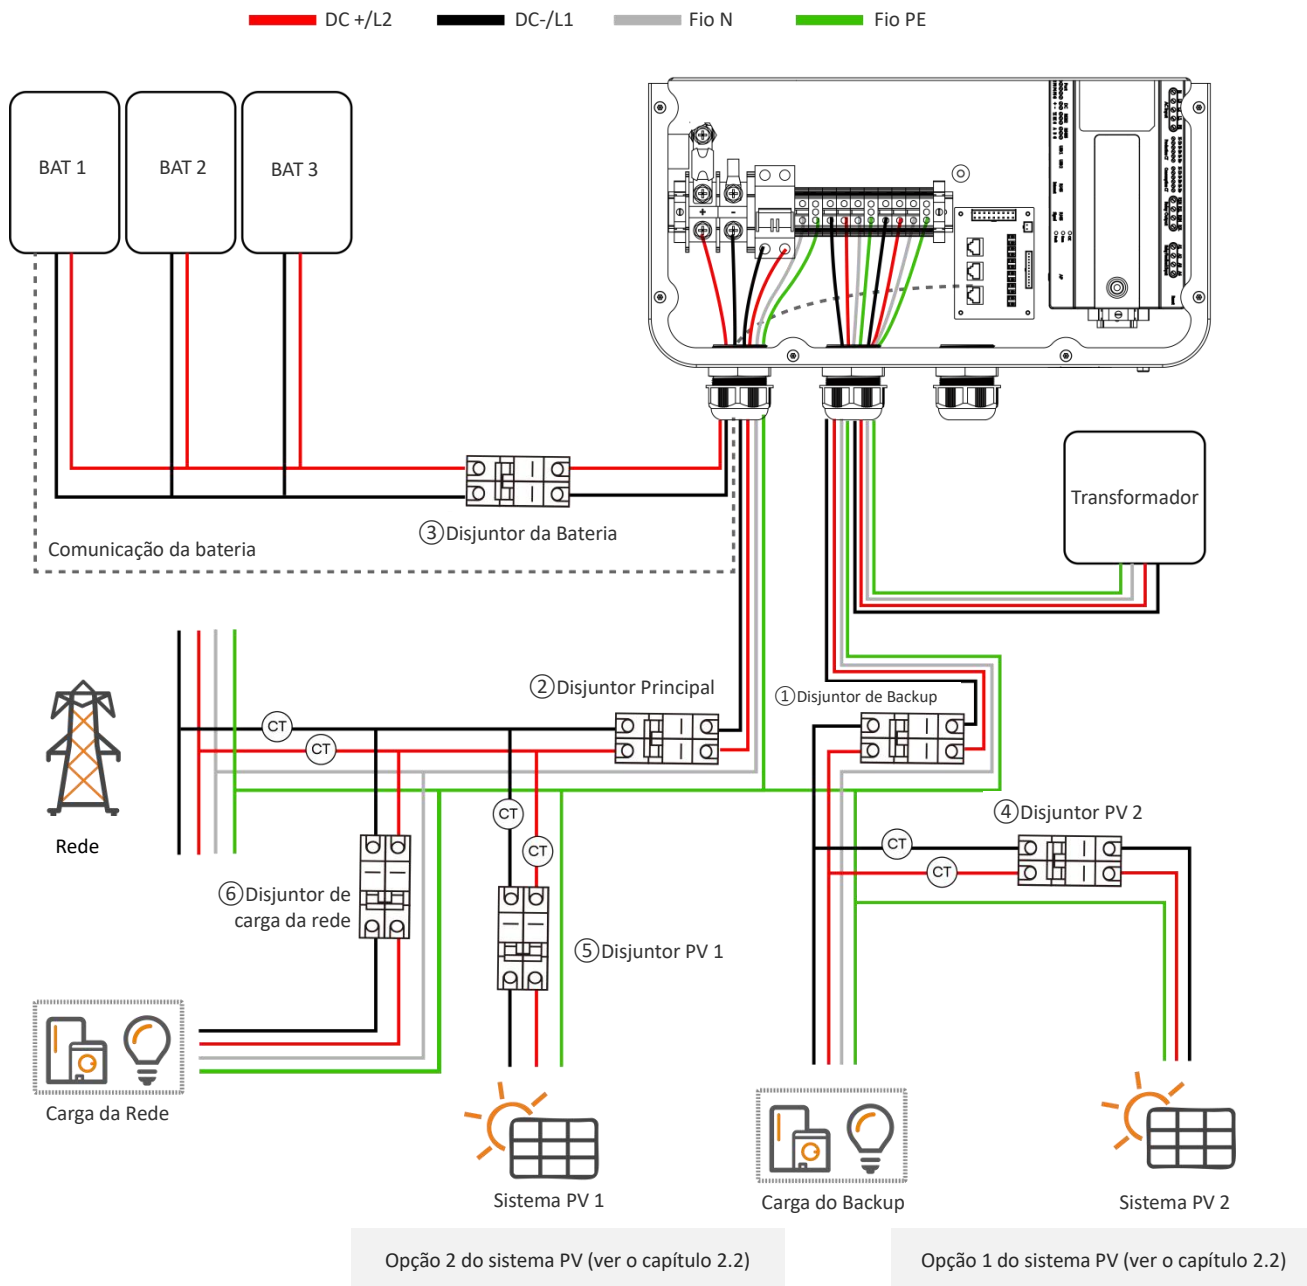 DC +/L2
DC-/L1
Fio N
Fio PE
BAT 1
BAT 2
BAT 3
+
-
Transformador
③Disjuntor da Bateria
Comunicação da bateria
②Disjuntor Principal
①Disjuntor de Backup
CT
CT
Rede
CT
CT
④Disjuntor PV 2
CT
CT
⑥Disjuntor de
carga da rede
⑤Disjuntor PV 1
Carga da Rede
Sistema PV 1
Carga do Backup
Sistema PV 2
Opção 2 do sistema PV (ver o capítulo 2.2)
Opção 1 do sistema PV (ver o capítulo 2.2)